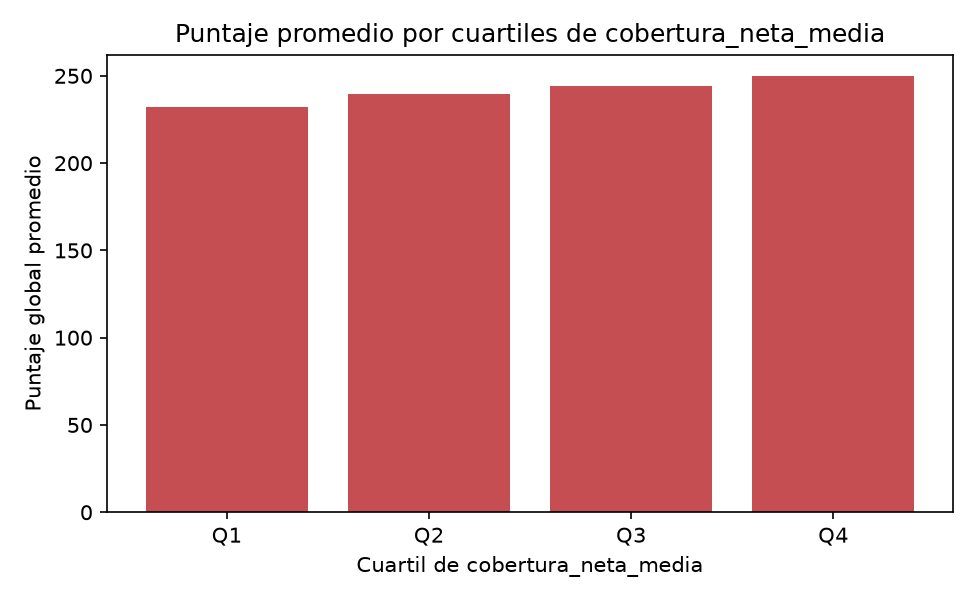 Puntaje promedio por cuartiles de cobertura_neta_media
Puntaje global promedio
250
200
150
100
50
0
Q1 Q2 Q3 Q4
Cuartil de cobertura_neta_media